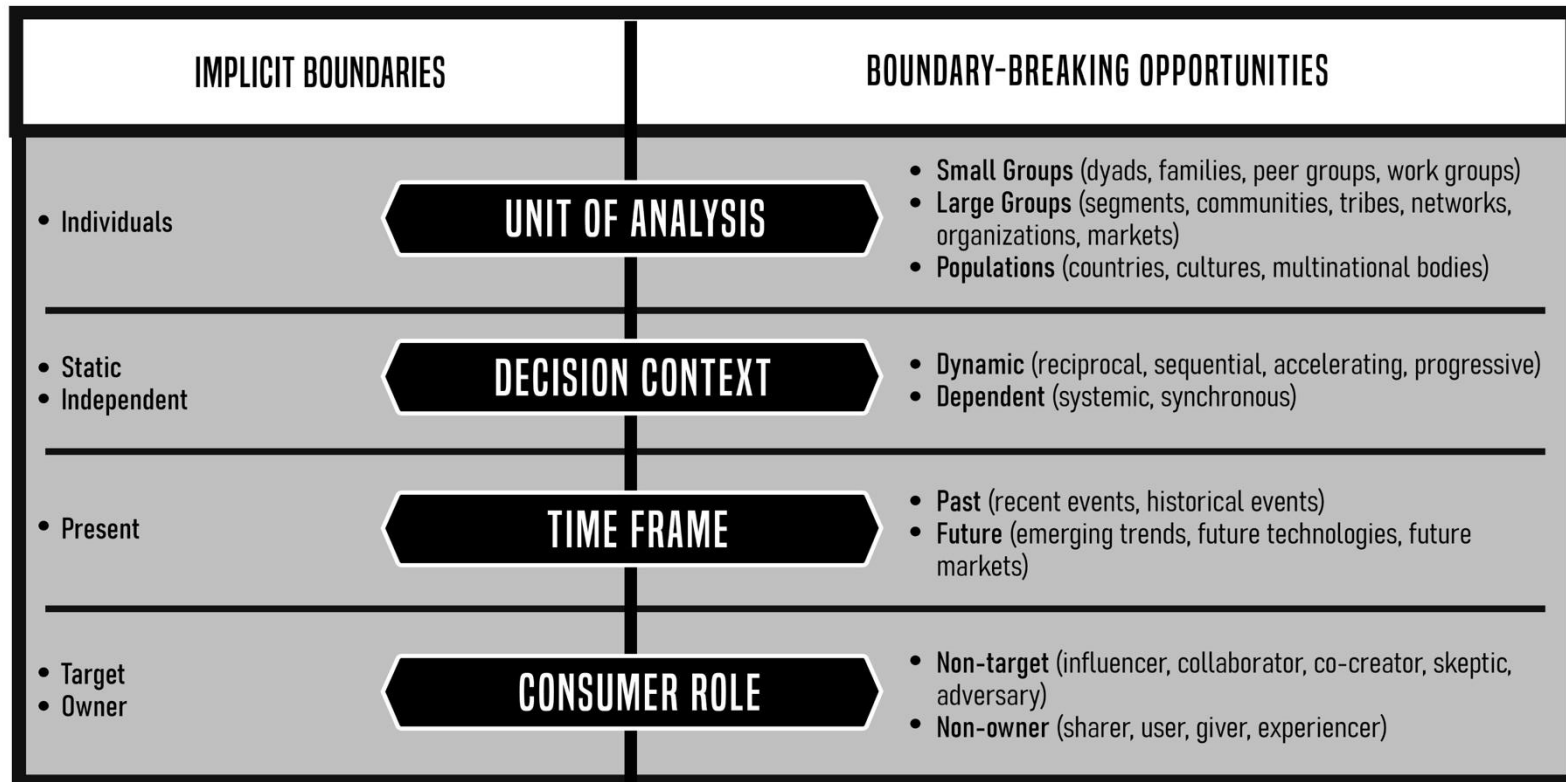 IMPLICIT BOUNDARIES
BOUNDARY-BREAKING OPPORTUNITIES
• Individuals
UNIT OF ANALYSIS
• Small Groups (dyads, families, peer groups, work groups)
• Large Groups (segments, communities, tribes, networks,
organizations, markets)
• Populations (countries, cultures, multinational bodies)
• Static
• Independent
DECISION CONTEXT
• Dynamic (reciprocal, sequential, accelerating, progressive)
• Dependent (systemic, synchronous)
• Present
TIME FRAME
• Past (recent events, historical events)
• Future (emerging trends, future technologies, future
markets)
• Target
• Owner
CONSUMER ROLE
• Non-target (influencer, collaborator, co-creator, skeptic,
adversary)
• Non-owner (sharer, user, giver, experiencer)